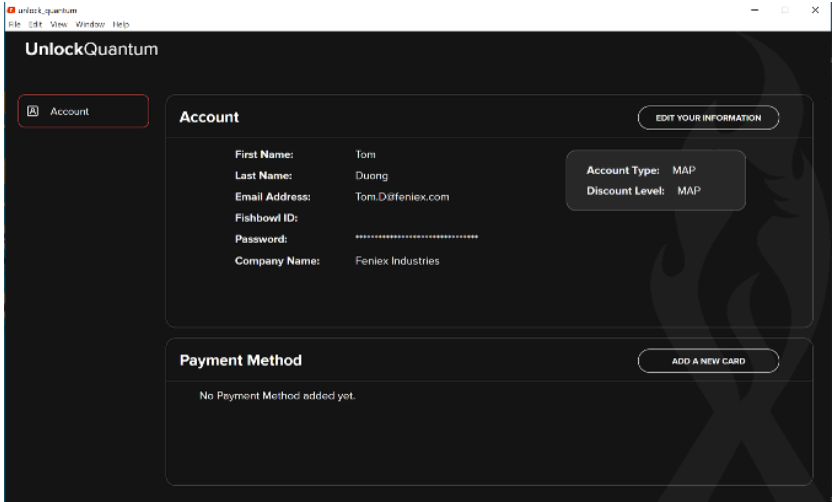 unlock_quantum
File Edit View Window Help
UnlockQuantum
Account
Account
EDIT YOUR INFORMATION
First Name: Tom
Last Name: Duong
Email Address: Tom.D@feniex.com
Fishbowl ID:
Password: ********************************
Company Name: Feniex Industries
Account Type: MAP
Discount Level: MAP
Payment Method
ADD A NEW CARD
No Payment Method added yet.